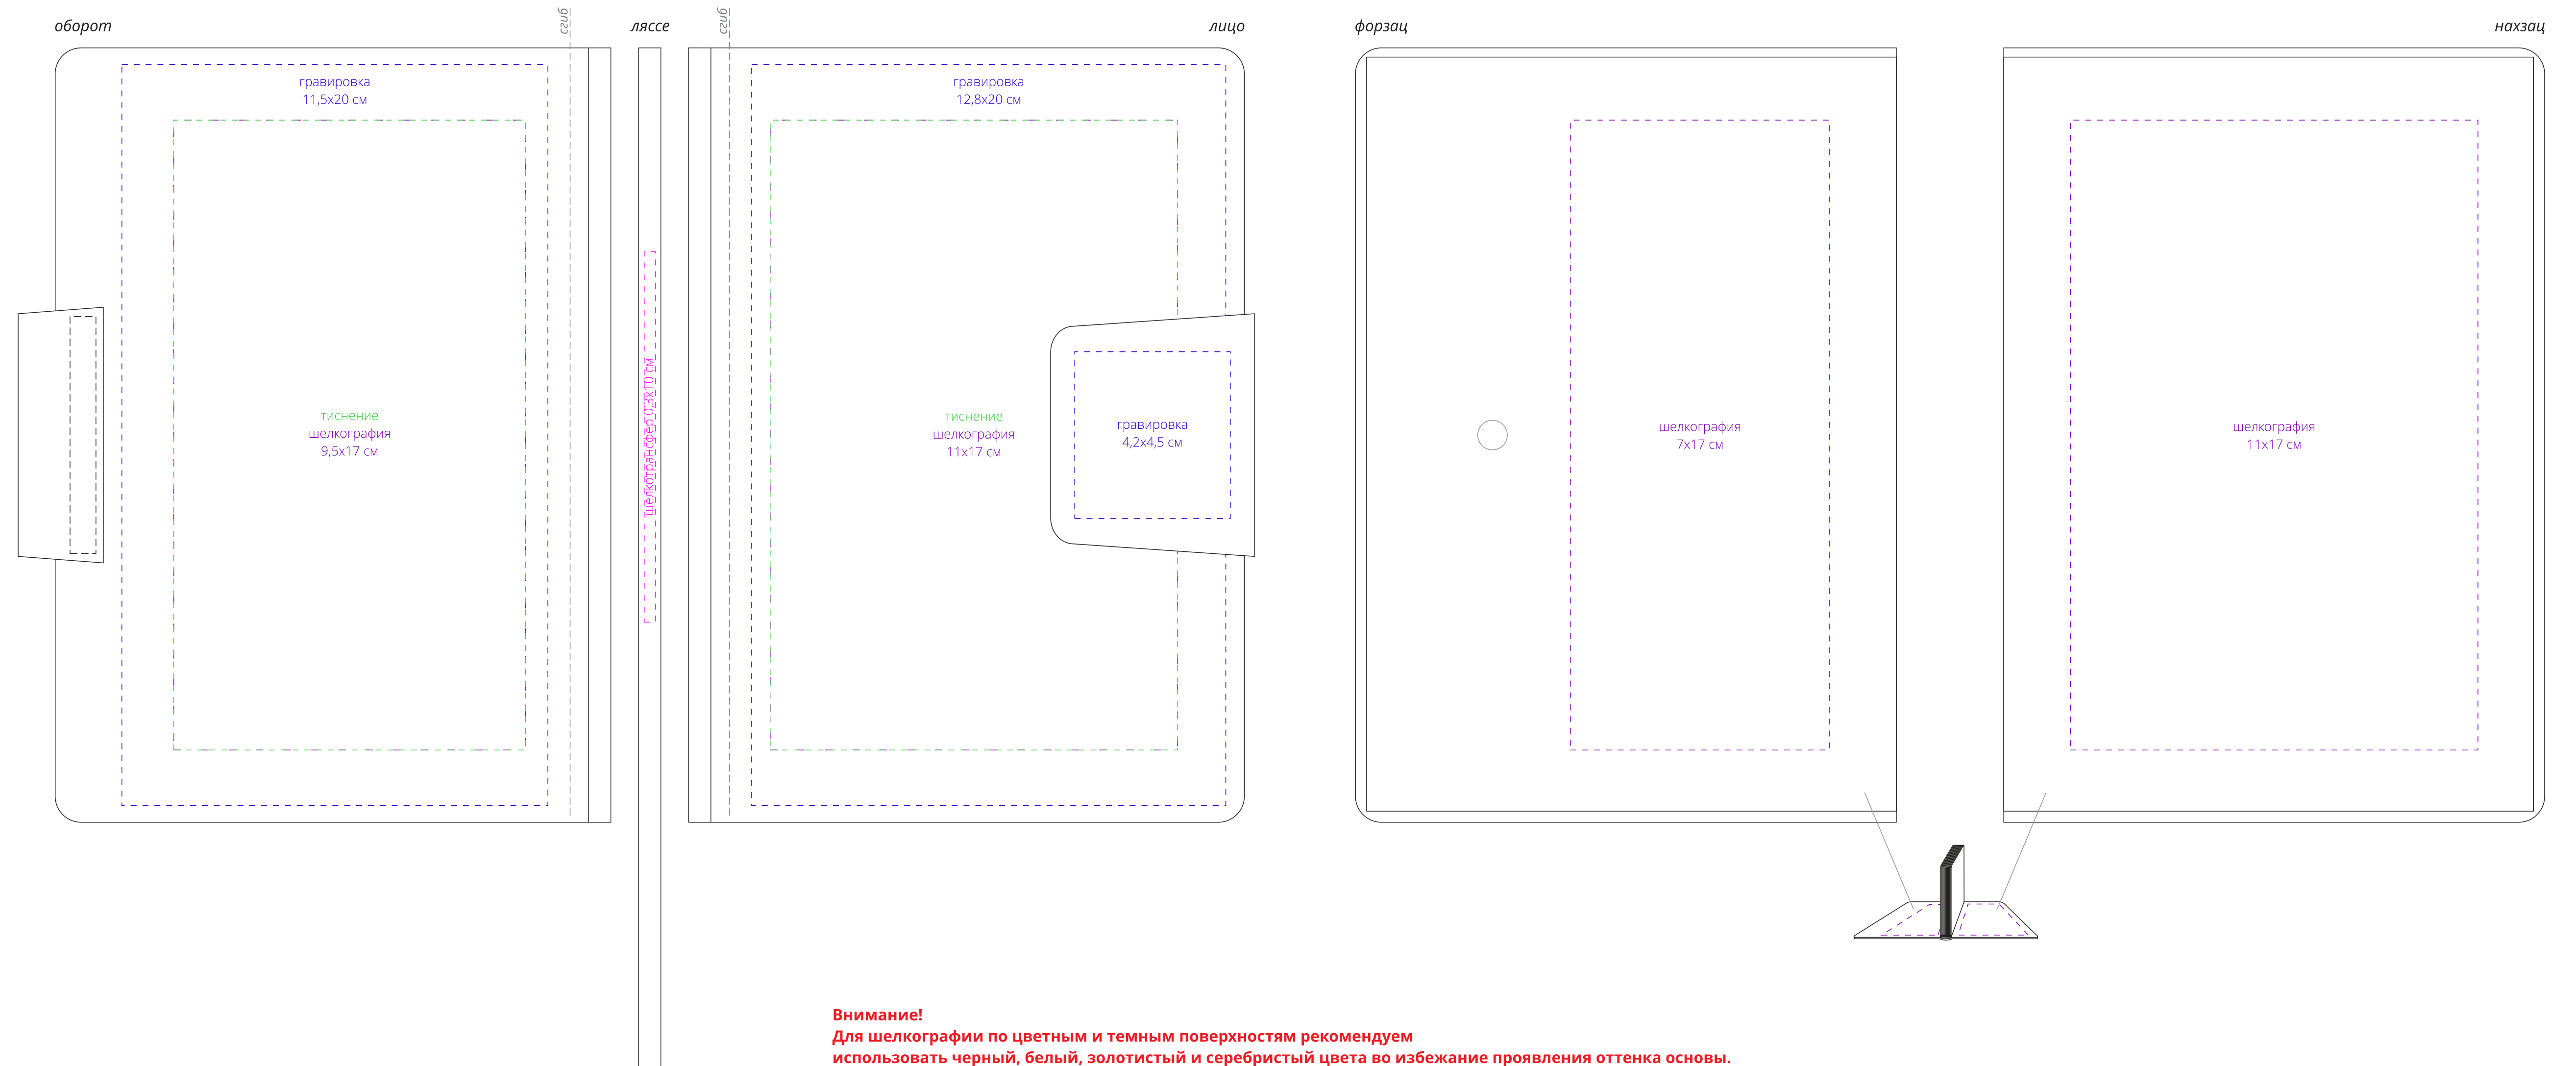 оборот
сгиб
ляссе
сгиб
лицо
форзац
нахзац
гравировка
11,5х20 см
тиснение
шелкография
9,5х17 см
шелкотрансфер 0,3х10 см
гравировка
12,8х20 см
тиснение
шелкография
11х17 см
гравировка
4,2х4,5 см
шелкография
7х17 см
шелкография
11х17 см
Внимание!
Для шелкографии по цветным и темным поверхностям рекомендуем
использовать черный, белый, золотистый и серебристый цвета во избежание проявления оттенка основы.